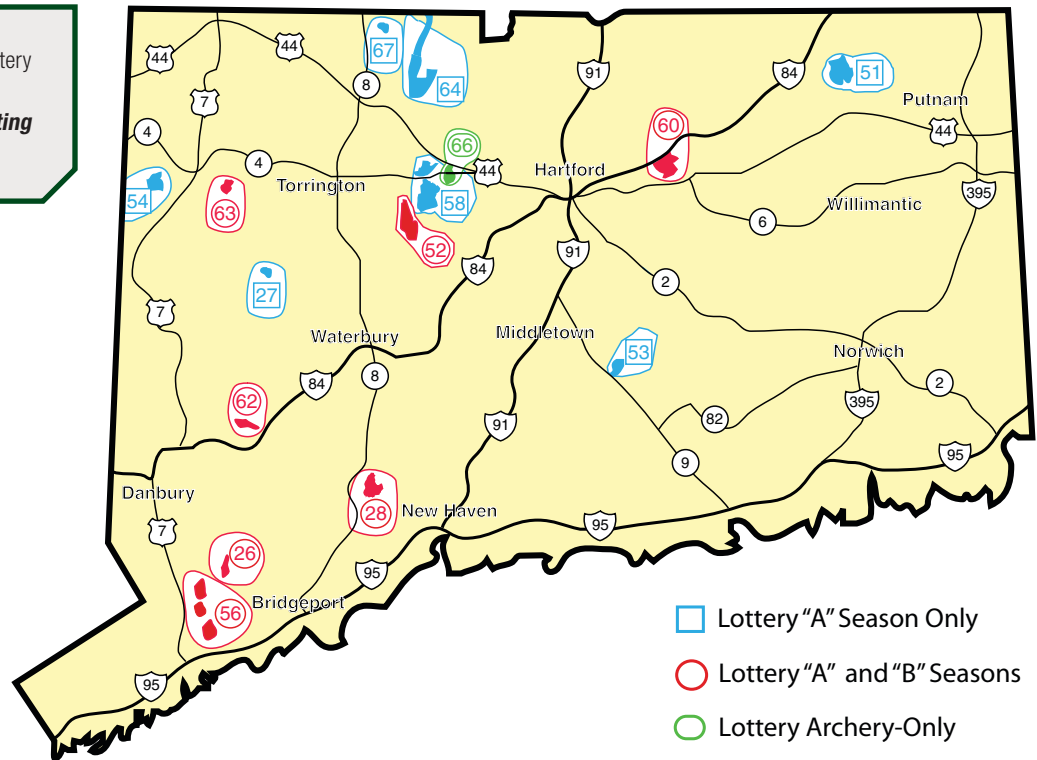 tery
ting
44
44
67
64
8
91
84
51
7
Putnam
60
44
4
66
4
44
Hartford
Torrington
54
63
58
395
Willimantic
6
52
91
84
2
27
7
Waterbury
Middletown
53
Norwich
8
84
2
62
395
82
91
9
95
Danbury
28
New Haven
95
7
26
95
56
Bridgeport
95
Lottery “A” Season Only
Lottery “A” and “B” Seasons
Lottery Archery-Only